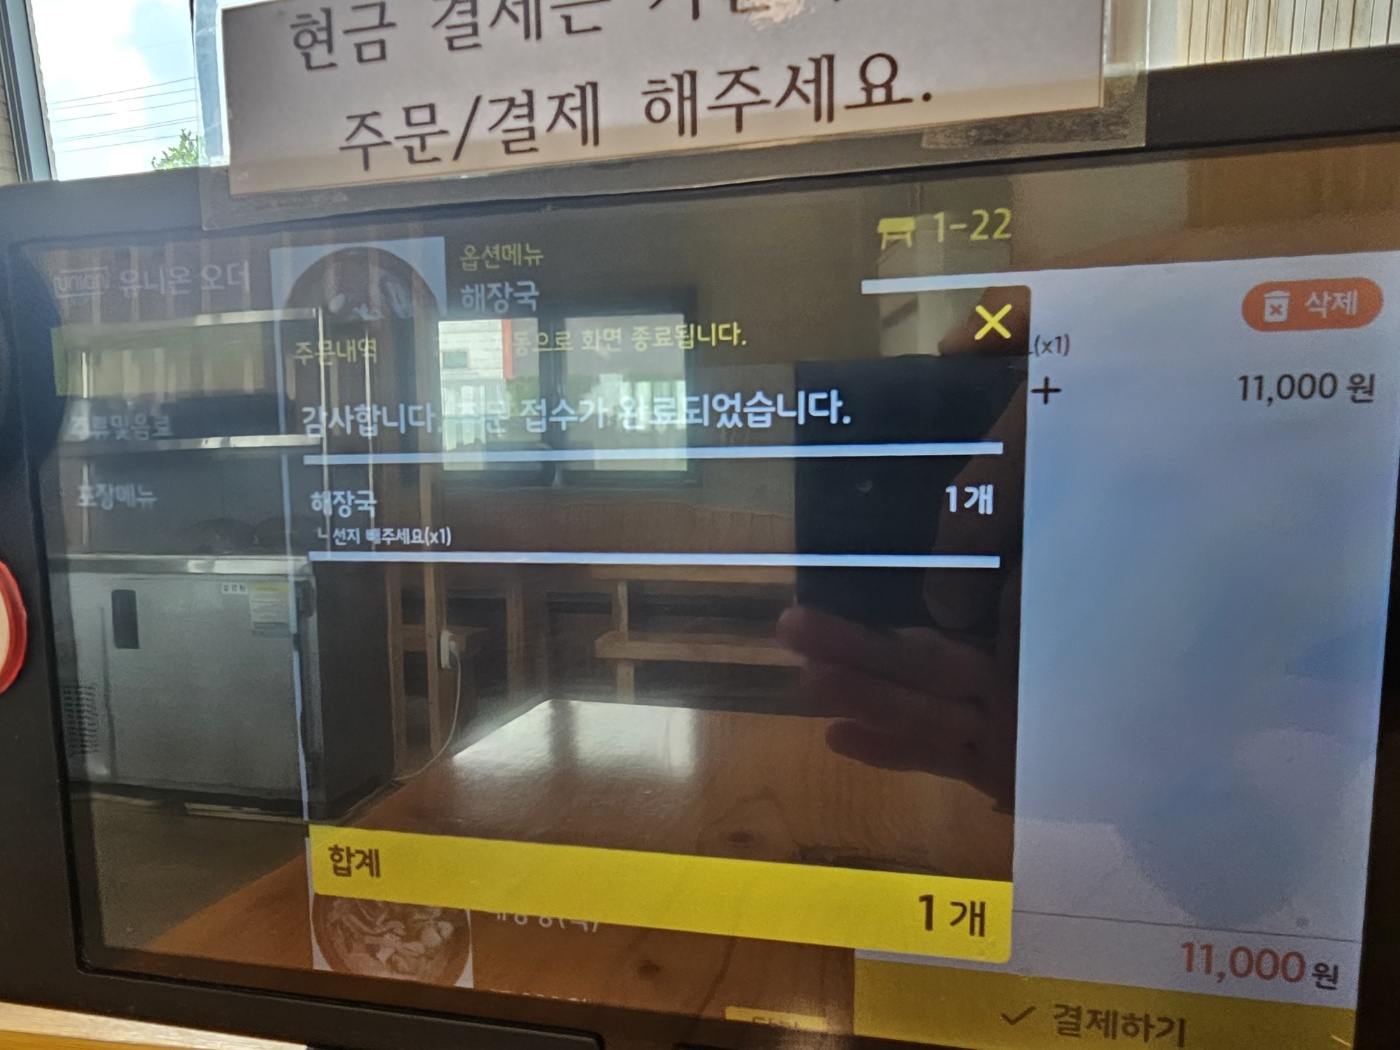 현금 결제는
주문/결제 해주세요.
유니온 오더
옵션메뉴
해장국
1-22
삭제
주문내역
동으로 화면 종료됩니다.
(x1)
+
11,000 원
감사합니다. 주문 접수가 완료되었습니다.
포장메뉴
해장국
1개
ㄴ선지 빼주세요(x1)
합계
1 개
11,000원
결제하기